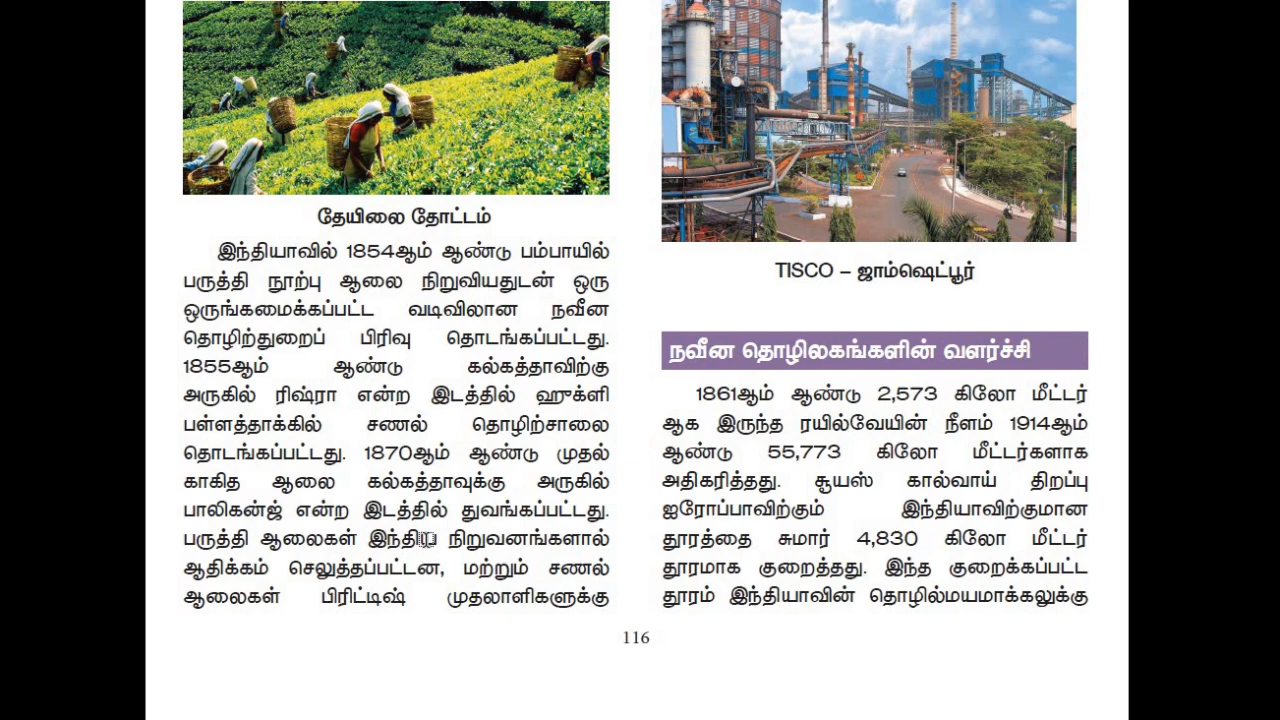 தேயிலை தோட்டம்
இந்தியாவில் 1854ஆம் ஆண்டு பம்பாயில்
பருத்தி நூற்பு ஆலை நிறுவியதுடன் ஒரு
ஒருங்கமைக்கப்பட்ட வடிவிலான நவீன
தொழிற்துறைப் பிரிவு தொடங்கப்பட்டது.
1855ஆம் ஆண்டு கல்கத்தாவிற்கு
அருகில் ரிஷ்ரா என்ற இடத்தில் ஹுக்ளி
பள்ளத்தாக்கில் சணல் தொழிற்சாலை
தொடங்கப்பட்டது. 1870ஆம் ஆண்டு முதல்
காகித ஆலை கல்கத்தாவுக்கு அருகில்
பாலிகன்ஜ் என்ற இடத்தில் துவங்கப்பட்டது.
பருத்தி ஆலைகள் நிறுவனங்களால்
ஆதிக்கம் செலுத்தப்பட்டன, மற்றும் சணல்
ஆலைகள் பிரிட்டிஷ் முதலாளிகளுக்கு
TISCO – ஜாம்ஷெட்பூர்
நவீன தொழிலகங்களின் வளர்ச்சி
1861ஆம் ஆண்டு 2,573 கிலோ மீட்டர்
ஆக இருந்த ரயில்வேயின் நீளம் 1914ஆம்
ஆண்டு 55,773 கிலோ மீட்டர்களாக
அதிகரித்தது. சூயஸ் கால்வாய் திறப்பு
ஐரோப்பாவிற்கும் இந்தியாவிற்குமான
தூரத்தை சுமார் 4,830 கிலோ மீட்டர்
தூரமாக குறைத்தது. இந்த குறைக்கப்பட்ட
தூரம் இந்தியாவின் தொழில்மயமாக்கலுக்கு
116